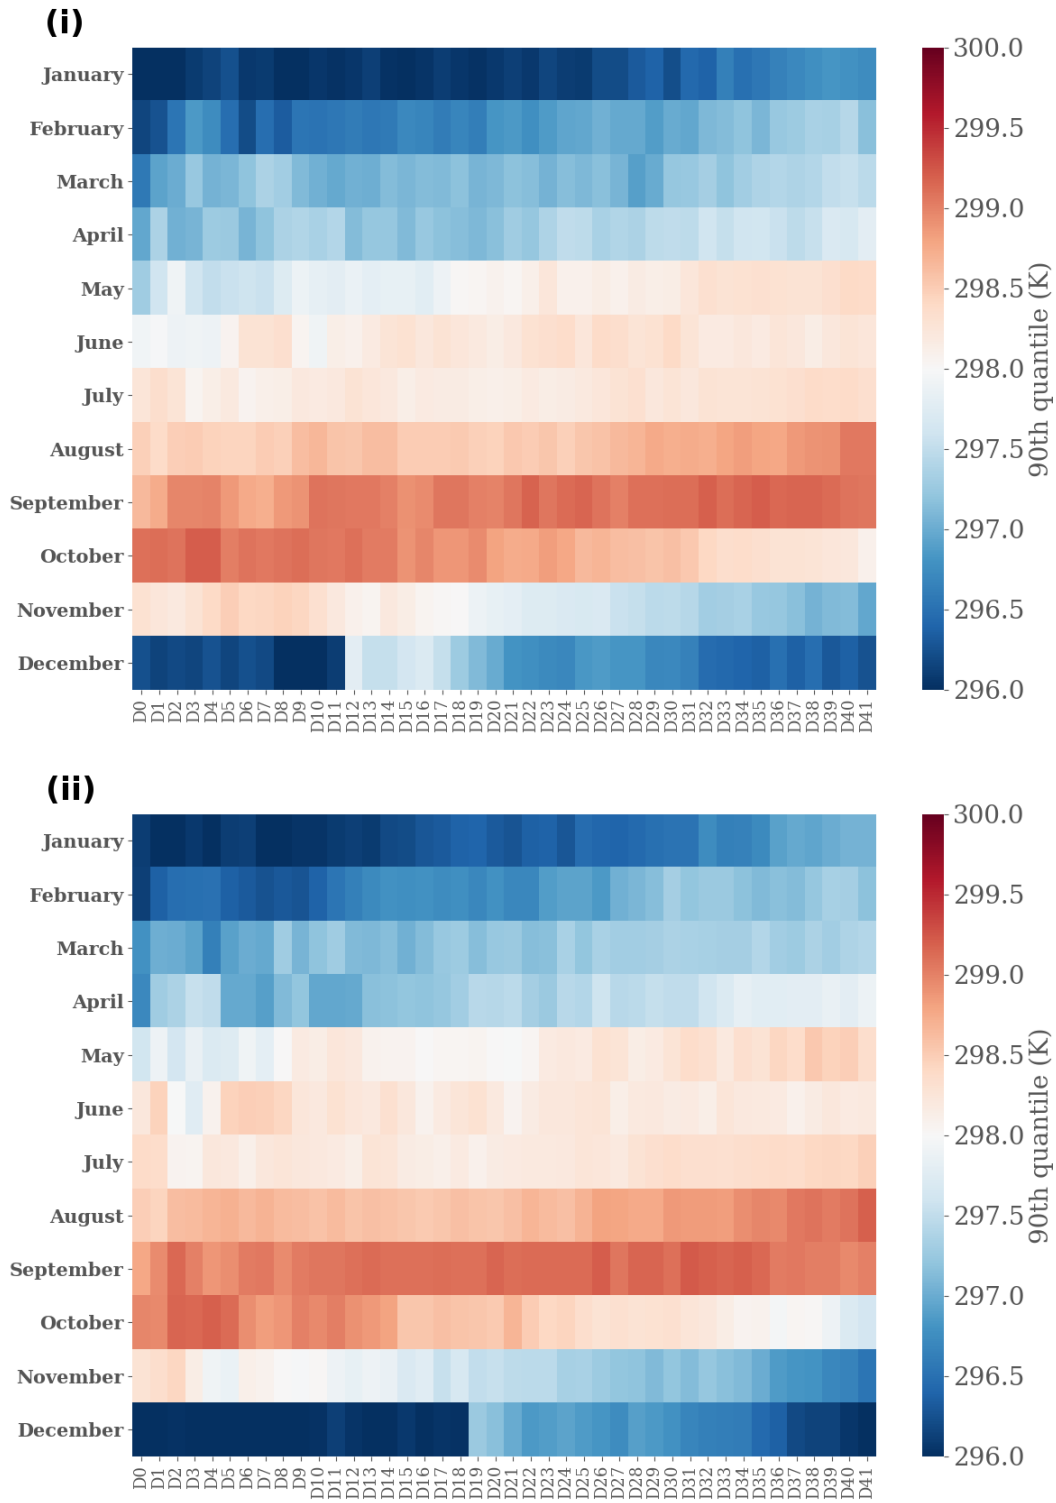 (i)
January
February
March
April
May
June
July
August
September
October
November
December
D0 D1 D2 D3 D4 D5 D6 D7 D8 D9 D10 D11 D12 D13 D14 D15 D16 D17 D18 D19 D20 D21 D22 D23 D24 D25 D26 D27 D28 D29 D30 D31 D32 D33 D34 D35 D36 D37 D38 D39 D40 D41
300.0
299.5
299.0
298.5
298.0
297.5
297.0
296.5
296.0
90th quantile (K)
(ii)
January
February
March
April
May
June
July
August
September
October
November
December
D0 D1 D2 D3 D4 D5 D6 D7 D8 D9 D10 D11 D12 D13 D14 D15 D16 D17 D18 D19 D20 D21 D22 D23 D24 D25 D26 D27 D28 D29 D30 D31 D32 D33 D34 D35 D36 D37 D38 D39 D40 D41
300.0
299.5
299.0
298.5
298.0
297.5
297.0
296.5
296.0
90th quantile (K)